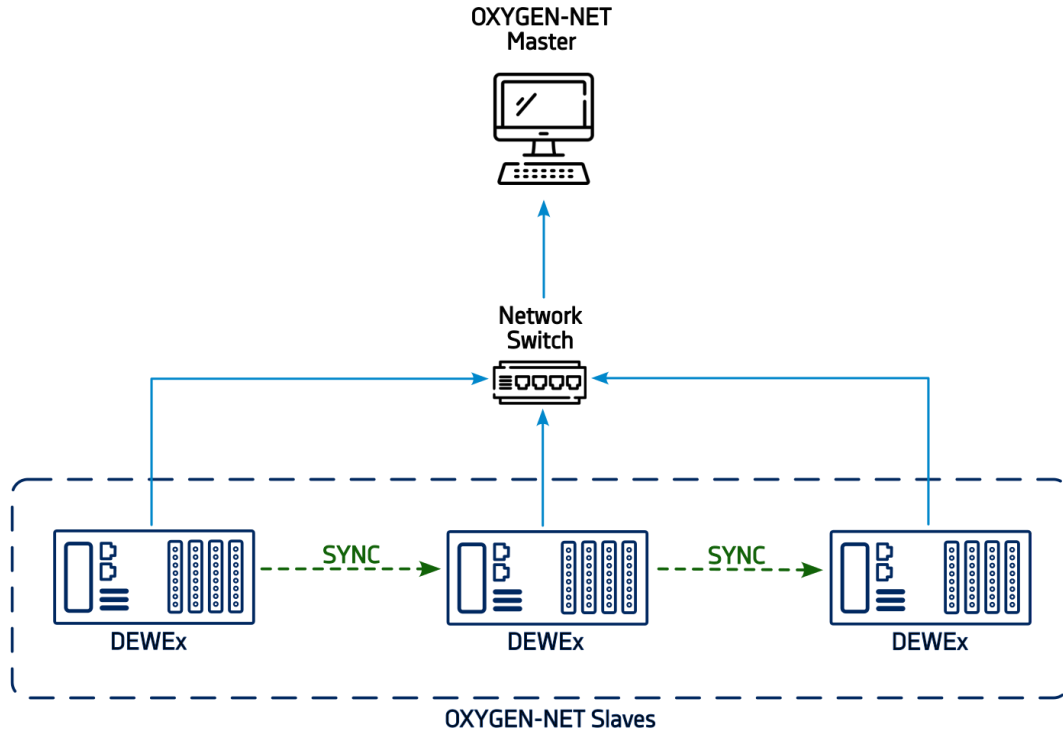 OXYGEN-NET
Master
Network
Switch
SYNC
SYNC
DEWEx
DEWEx
DEWEx
OXYGEN-NET Slaves